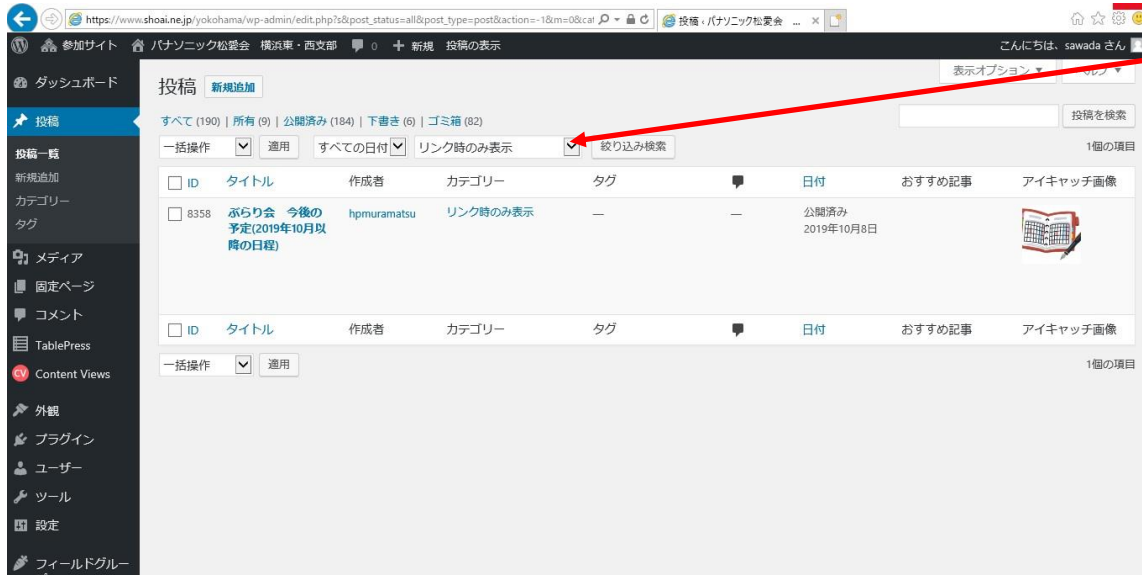 https://www.shoai.ne.jp/yokohama/wp-admin/edit.php?s&post_status=all&post_type=post&action=-1&m=0&cat
投稿 ‹ パナソニック松愛会 ...
参加サイト パナソニック松愛会 横浜東・西支部 0 新規 投稿の表示 こんにちは、sawada さん
ダッシュボード
投稿
投稿一覧
新規追加
カテゴリー
タグ
メディア
固定ページ
コメント
TablePress
CV Content Views
外観
プラグイン
ユーザー
ツール
設定
フィールドグルー
表示オプション ▼
投稿 新規追加
すべて (190) | 所有 (9) | 公開済み (184) | 下書き (6) | ゴミ箱 (82)
投稿を検索
一括操作 適用 すべての日付 リンク時のみ表示 絞り込み検索 1個の項目
ID タイトル 作成者 カテゴリー タグ 日付 おすすめ記事 アイキャッチ画像
8358 ぶらり会 今後の hpmuramatsu リンク時のみ表示 — — 公開済み
予定(2019年10月以 2019年10月8日
降の日程)
ID タイトル 作成者 カテゴリー タグ 日付 おすすめ記事 アイキャッチ画像
一括操作 適用 1個の項目